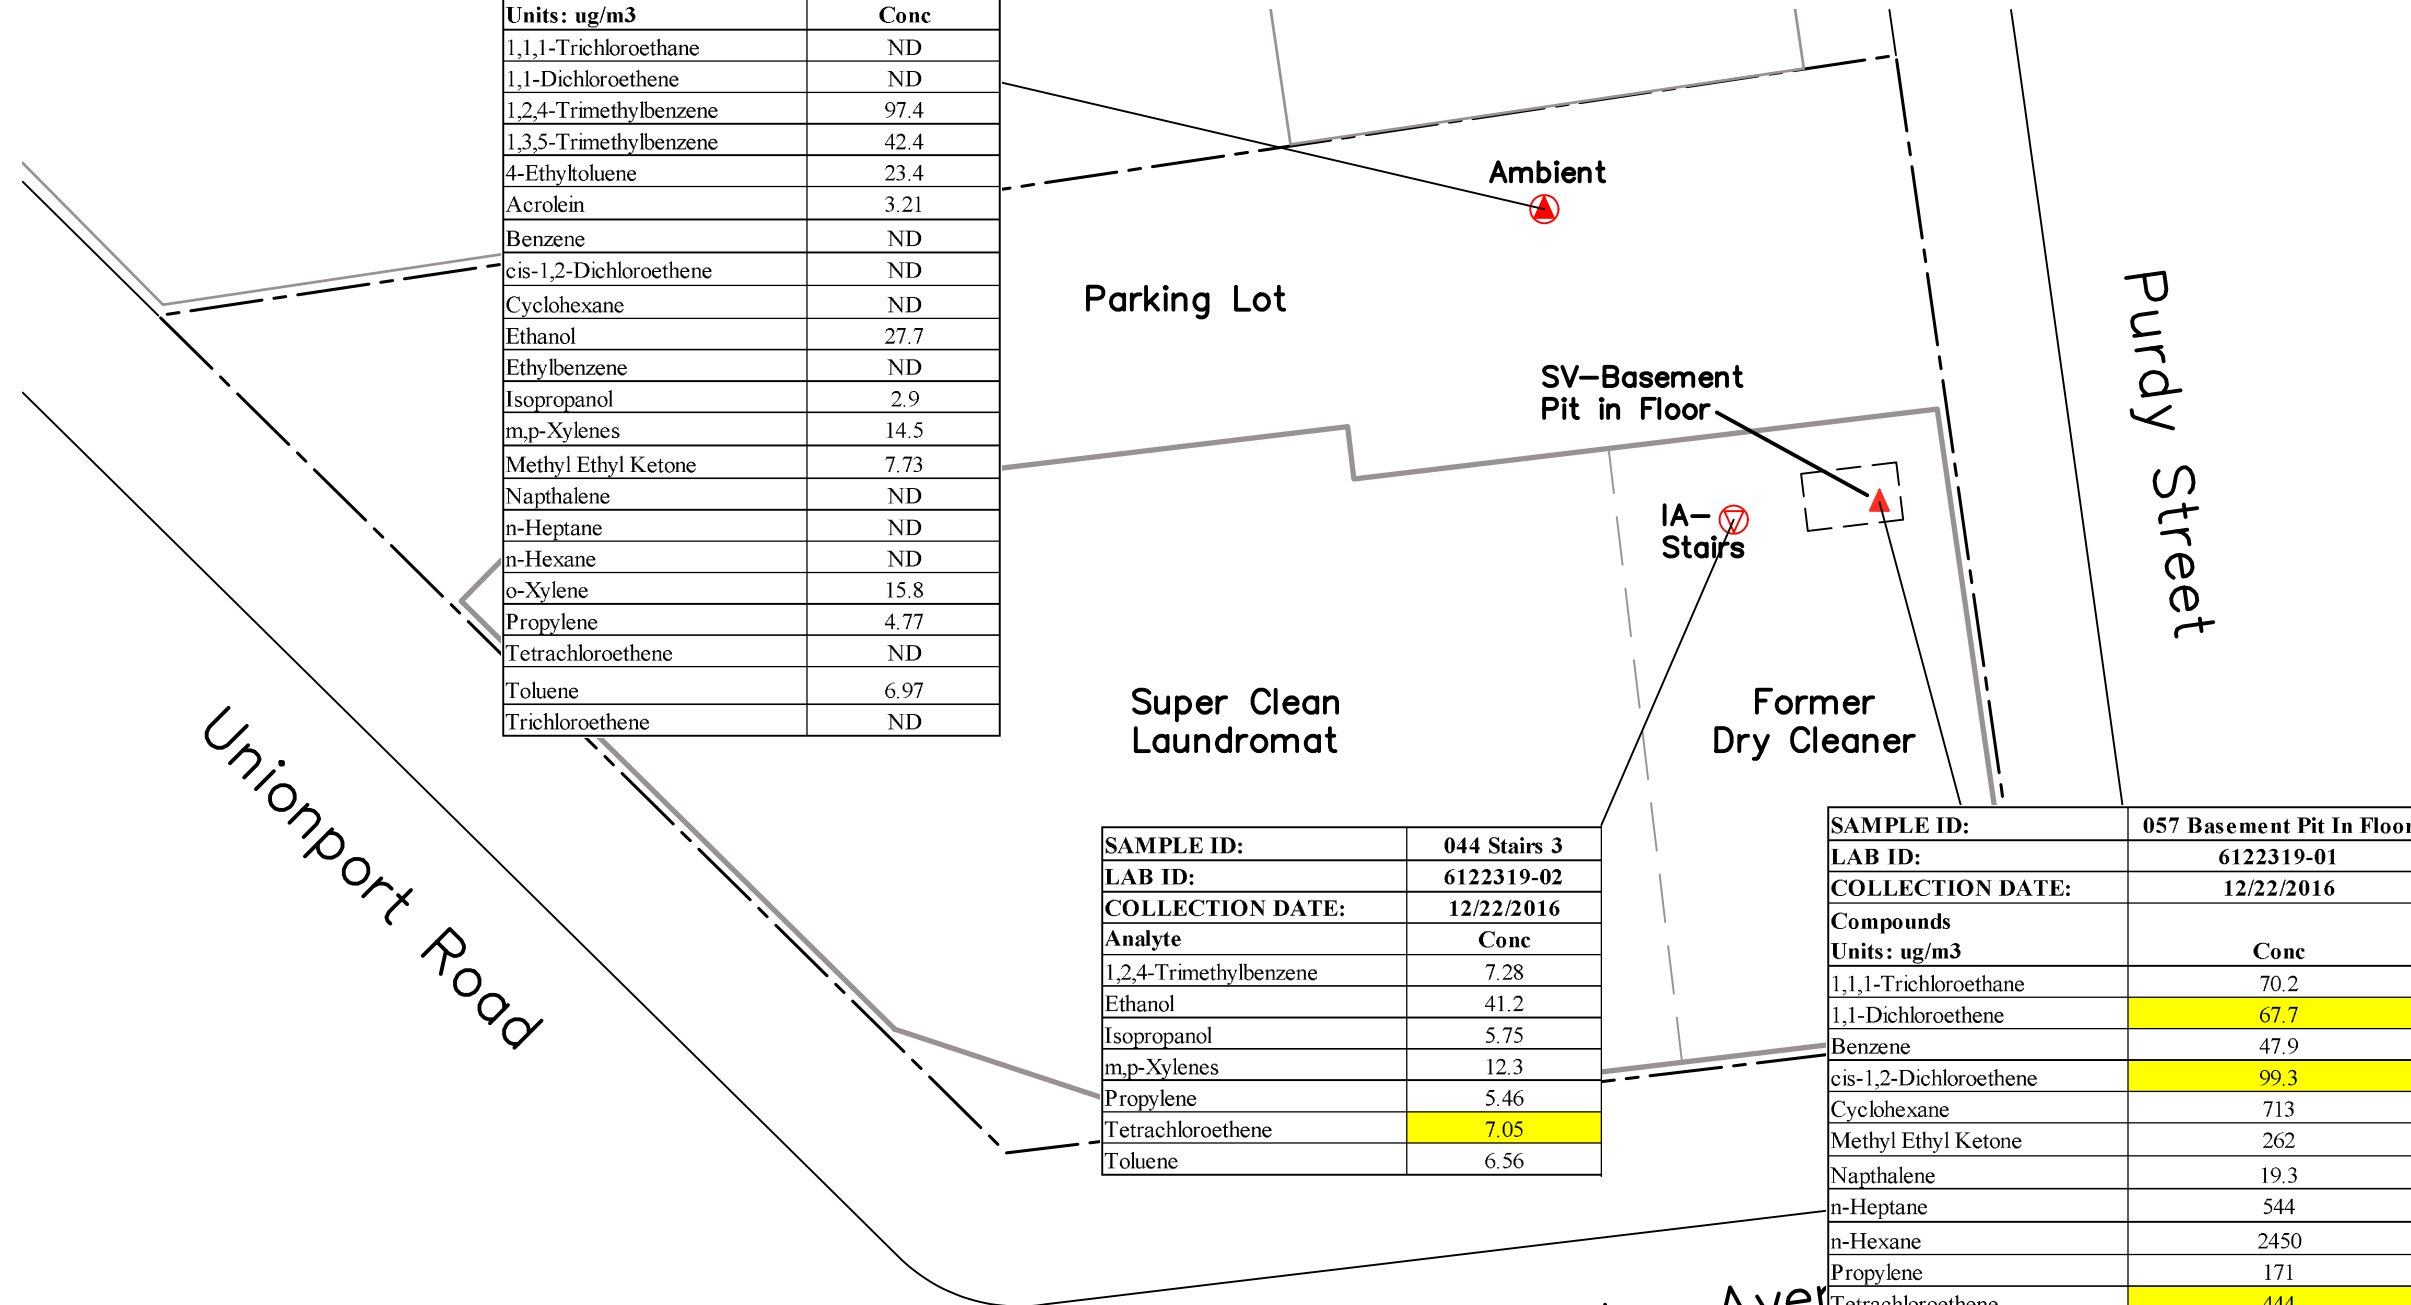 Units: ug/m3 Conc
1,1,1-Trichloroethane ND
1,1-Dichloroethene ND
1,2,4-Trimethylbenzene 97.4
1,3,5-Trimethylbenzene 42.4
4-Ethyltoluene 23.4
Acrolein 3.21
Benzene ND
cis-1,2-Dichloroethene ND
Cyclohexane ND
Ethanol 27.7
Ethylbenzene ND
Isopropanol 2.9
m,p-Xylenes 14.5
Methyl Ethyl Ketone 7.73
Napthalene ND
n-Heptane ND
n-Hexane ND
o-Xylene 15.8
Propylene 4.77
Tetrachloroethene ND
Toluene 6.97
Trichloroethene ND
Ambient
Parking Lot
SV-Basement
Pit in Floor
IA-
Stairs
Purdy Street
Super Clean
Laundromat
Former
Dry Cleaner
Unionport Road
SAMPLE ID: 044 Stairs 3
LAB ID: 6122319-02
COLLECTION DATE: 12/22/2016
Analyte Conc
1,2,4-Trimethylbenzene 7.28
Ethanol 41.2
Isopropanol 5.75
m,p-Xylenes 12.3
Propylene 5.46
Tetrachloroethene 7.05
Toluene 6.56
SAMPLE ID: 057 Basement Pit In Floor
LAB ID: 6122319-01
COLLECTION DATE: 12/22/2016
Compounds
Units: ug/m3 Conc
1,1,1-Trichloroethane 70.2
1,1-Dichloroethene 67.7
Benzene 47.9
cis-1,2-Dichloroethene 99.3
Cyclohexane 713
Methyl Ethyl Ketone 262
Napthalene 19.3
n-Heptane 544
n-Hexane 2450
Propylene 171
Tetrachloroethene 444